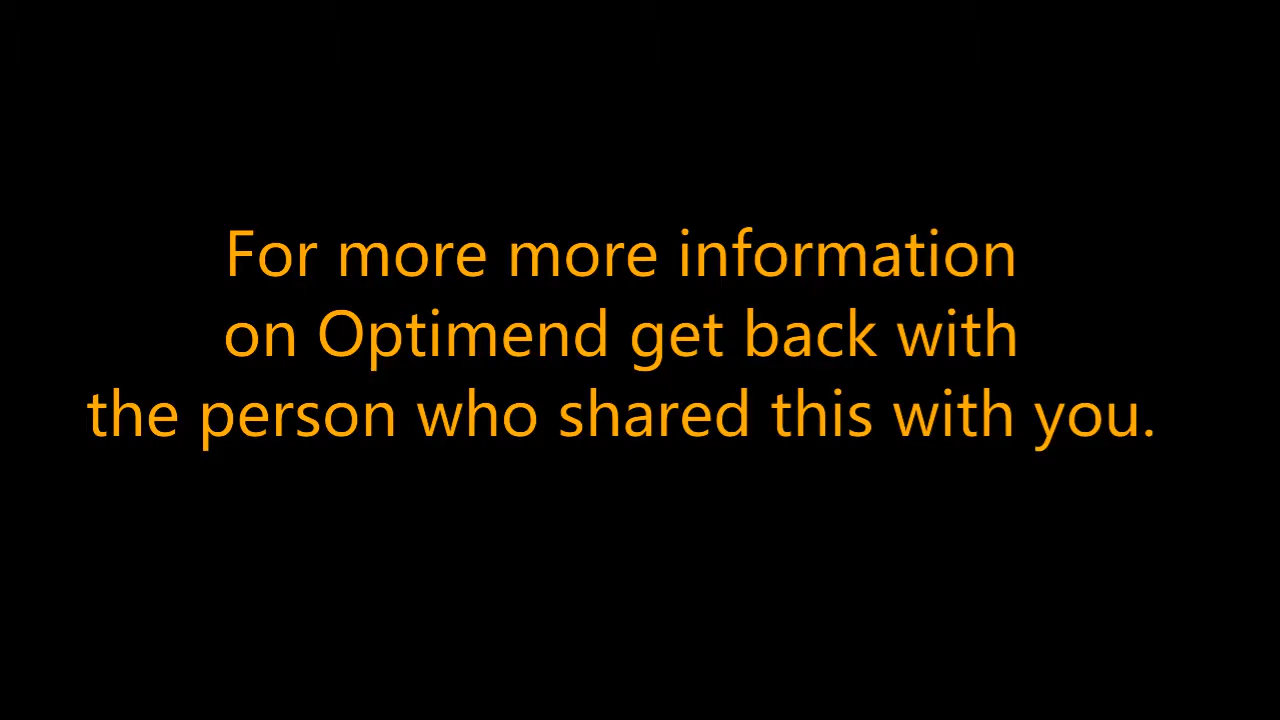 For more more information
on Optimend get back with
the person who shared this with you.